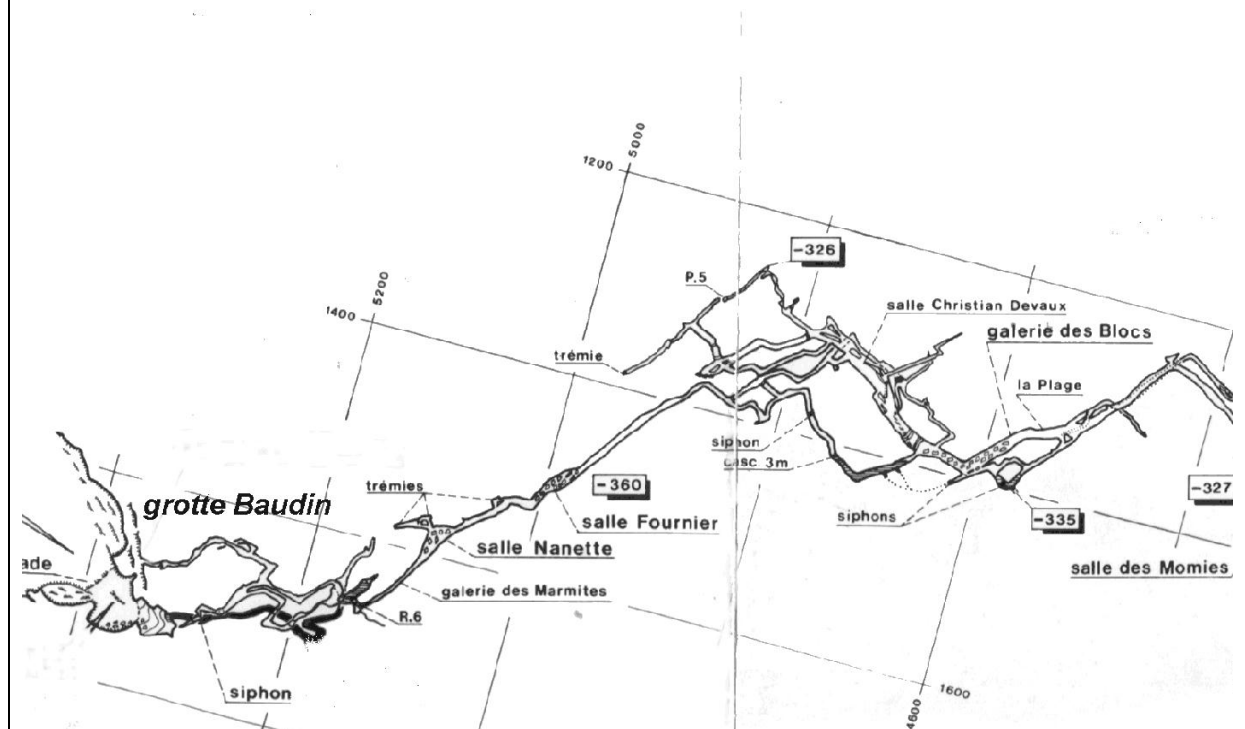 5000
1200
-326
5200
P.5
1400
salle Christian Devaux
galerie des Blocs
trémie
la Plage
siphon
casc 3m
trémies
-360
-327
grotte Baudin
salle Fournier
siphons
-335
salle Nanette
ade
salle des Momies
galerie des Marmites
R.6
siphon
1600
4600